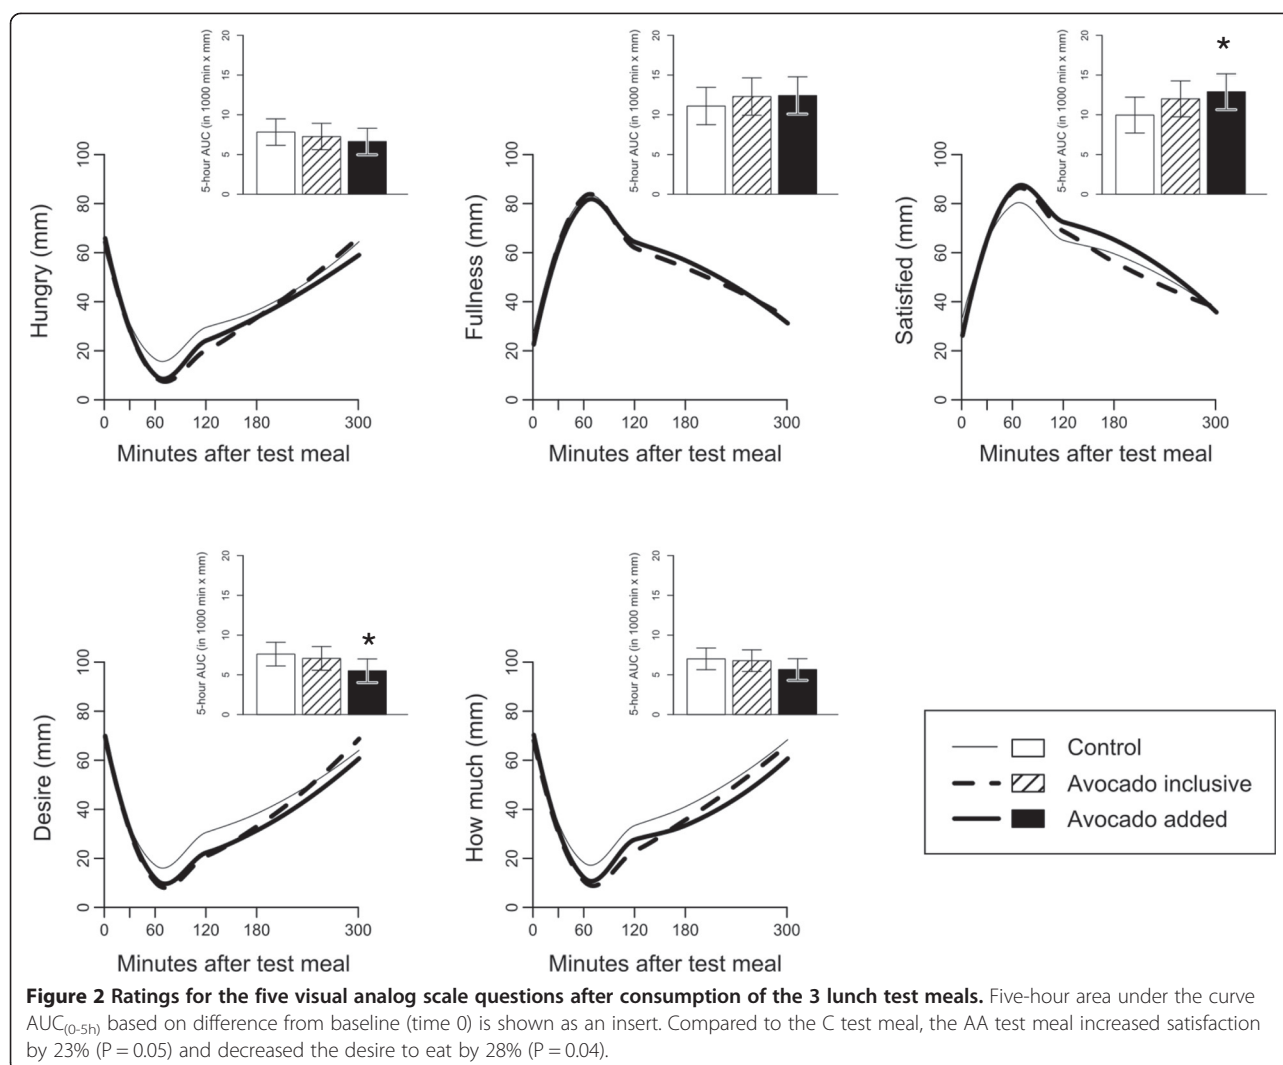 5-hour AUC (in 1000 min x mm)
0
5
10
15
20
Hungry (mm)
0
20
40
60
80
100
0 60 120 180 300
Minutes after test meal
5-hour AUC (in 1000 min x mm)
0
5
10
15
20
Fullness (mm)
0
20
40
60
80
100
0 60 120 180 300
Minutes after test meal
5-hour AUC (in 1000 min x mm)
0
5
10
15
20
*
Satisfied (mm)
0
20
40
60
80
100
0 60 120 180 300
Minutes after test meal
5-hour AUC (in 1000 min x mm)
0
5
10
15
20
*
Desire (mm)
0
20
40
60
80
100
0 60 120 180 300
Minutes after test meal
5-hour AUC (in 1000 min x mm)
0
5
10
15
20
How much (mm)
0
20
40
60
80
100
0 60 120 180 300
Minutes after test meal
Control
Avocado inclusive
Avocado added
Figure 2 Ratings for the five visual analog scale questions after consumption of the 3 lunch test meals. Five-hour area under the curve
AUC(0-5h) based on difference from baseline (time 0) is shown as an insert. Compared to the C test meal, the AA test meal increased satisfaction
by 23% (P = 0.05) and decreased the desire to eat by 28% (P = 0.04).